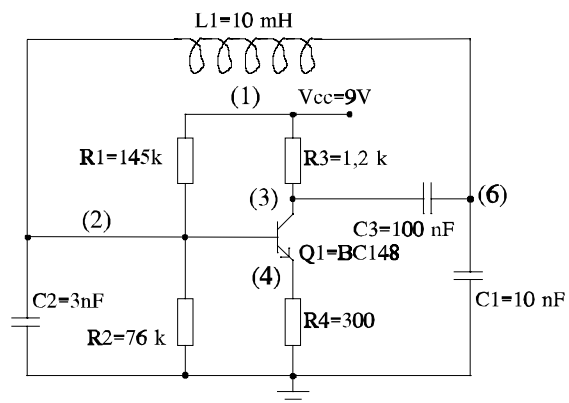 L1=10 mH
(1)
Vcc=9V
R1=145k
R3=1,2 k
(3)
(6)
(2)
C3=100 nF
Q1=BC148
(4)
C2=3nF
C1=10 nF
R4=300
R2=76 k